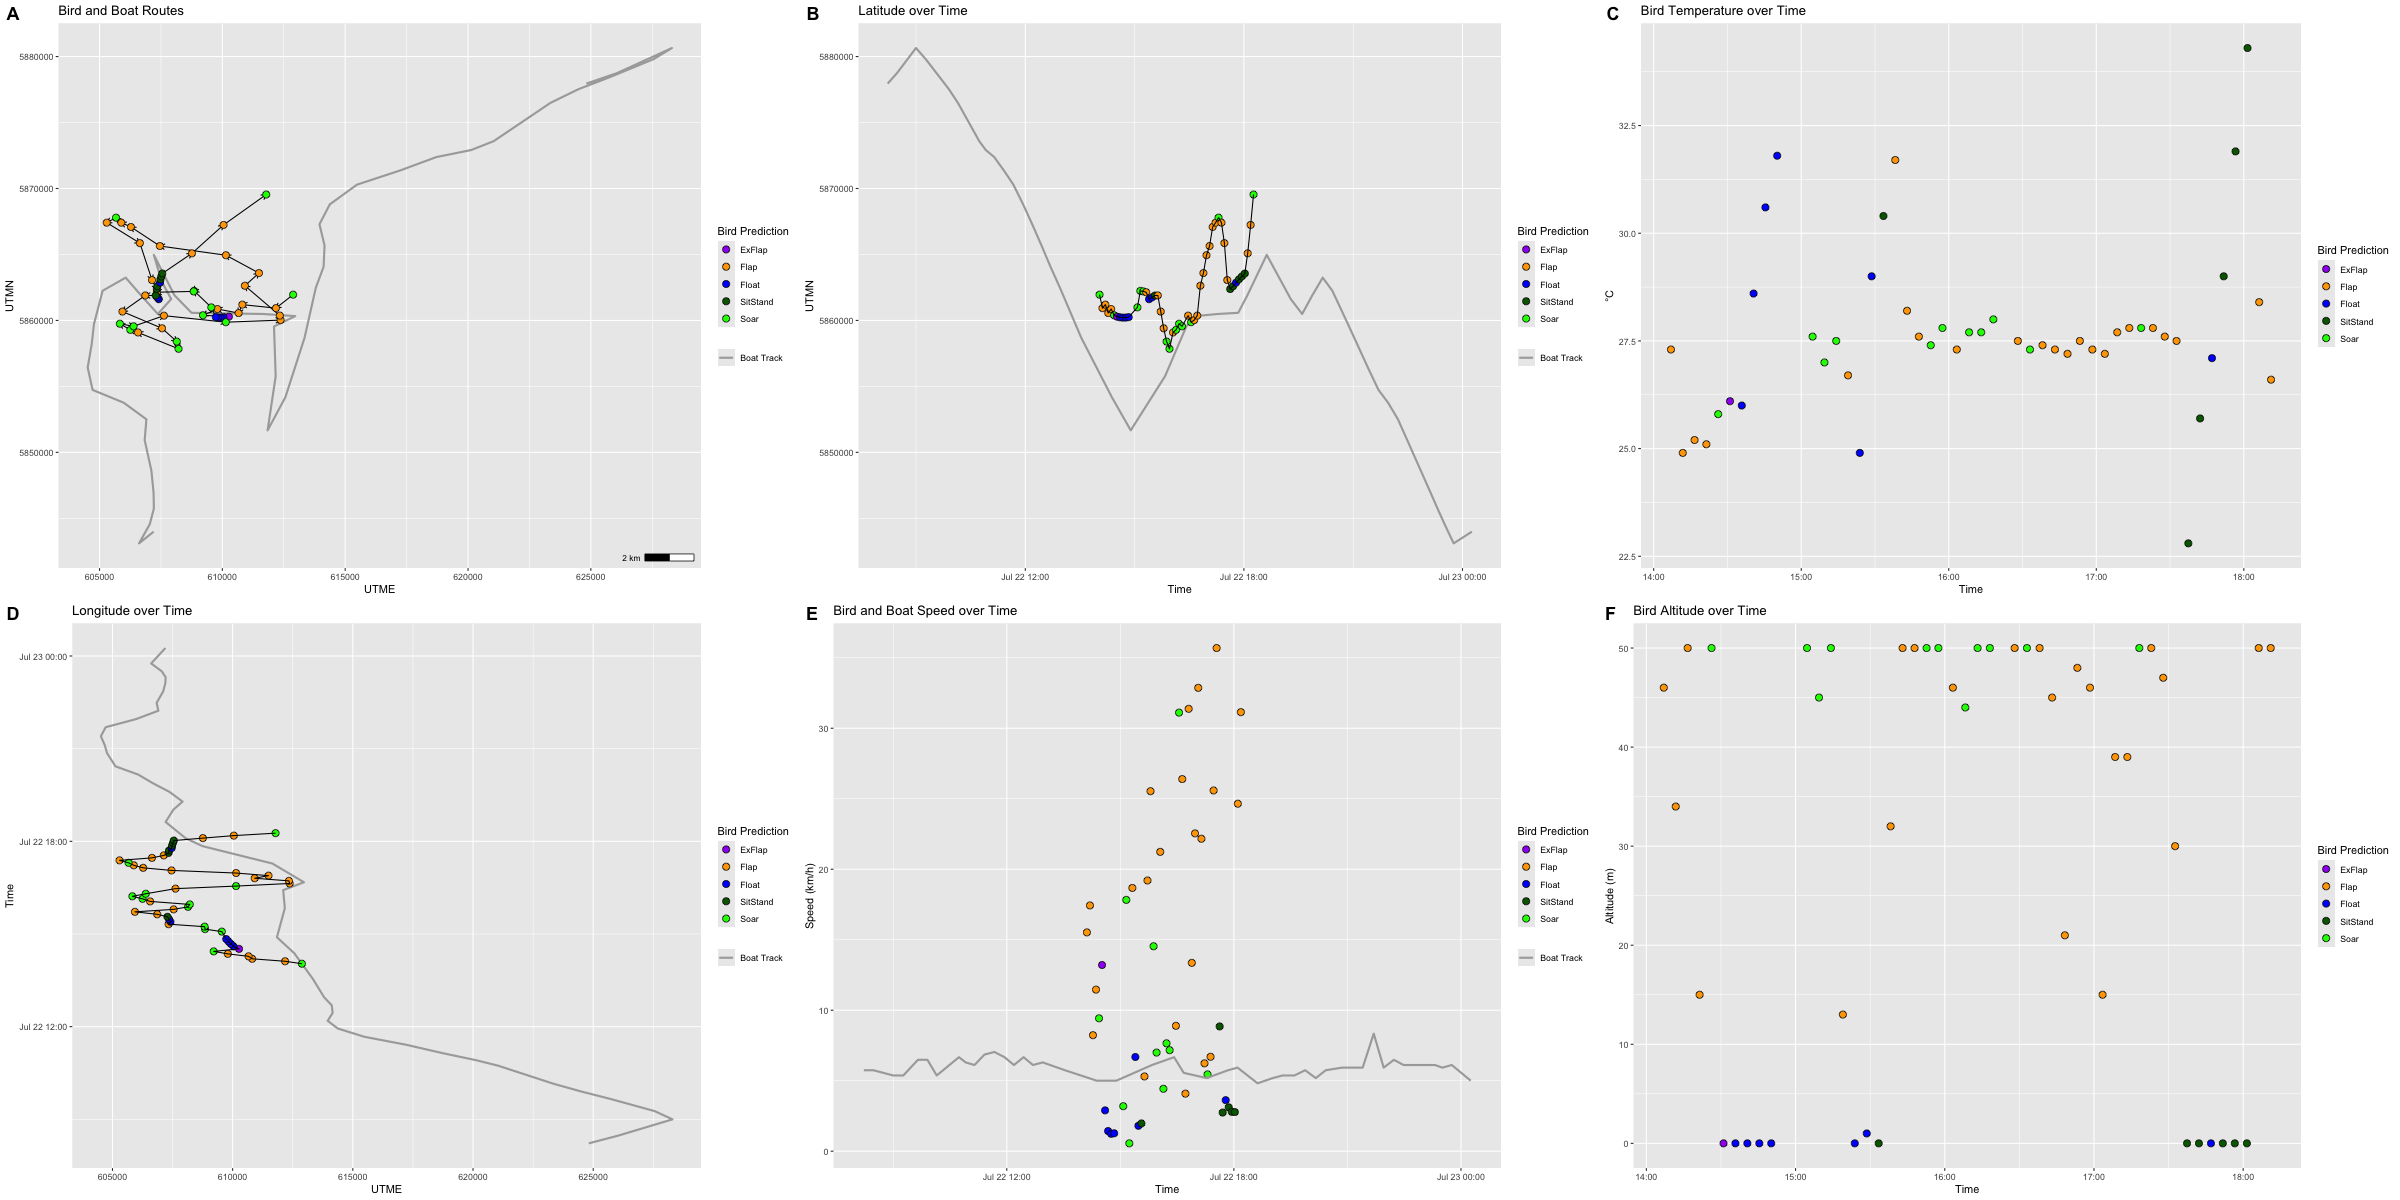 A Bird and Boat Routes
5880000
5870000
5860000
5850000
UTMN
605000 610000 615000 620000 625000
UTME
2 km
Bird Prediction
ExFlap
Flap
Float
SitStand
Soar
Boat Track
B Latitude over Time
5880000
5870000
5860000
5850000
UTMN
Jul 22 12:00 Jul 22 18:00 Jul 23 00:00
Time
Bird Prediction
ExFlap
Flap
Float
SitStand
Soar
Boat Track
C Bird Temperature over Time
32.5
30.0
27.5
25.0
22.5
°C
14:00 15:00 16:00 17:00 18:00
Time
Bird Prediction
ExFlap
Flap
Float
SitStand
Soar
D Longitude over Time
Jul 23 00:00
Jul 22 18:00
Jul 22 12:00
Time
605000 610000 615000 620000 625000
UTME
Bird Prediction
ExFlap
Flap
Float
SitStand
Soar
Boat Track
E Bird and Boat Speed over Time
30
20
10
0
Speed (km/h)
Jul 22 12:00 Jul 22 18:00 Jul 23 00:00
Time
Bird Prediction
ExFlap
Flap
Float
SitStand
Soar
Boat Track
F Bird Altitude over Time
50
40
30
20
10
0
Altitude (m)
14:00 15:00 16:00 17:00 18:00
Time
Bird Prediction
ExFlap
Flap
Float
SitStand
Soar